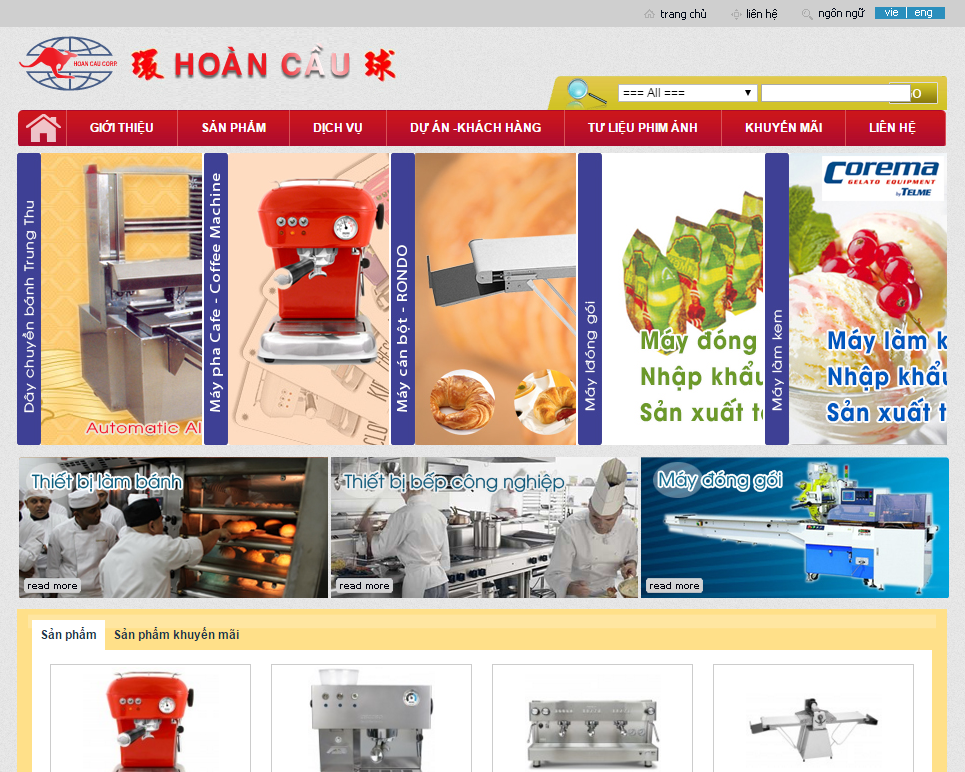 trang chủ
liên hệ
ngôn ngữ
vie
eng
HOAN CAU CORP.
環 HOÀN CẦU 球
=== All ===
GO
GIỚI THIỆU
SẢN PHẨM
DỊCH VỤ
DỰ ÁN -KHÁCH HÀNG
TƯ LIỆU PHIM ẢNH
KHUYẾN MÃI
LIÊN HỆ
Dây chuyền bánh Trung Thu
Automatic Al
Máy pha Cafe - Coffee Machine
Máy cán bột - RONDO
Máy lđóng gói
Máy đóng
Nhập khẩu
Sản xuất t
Máy làm kem
Corema
GELATO EQUIPMENT
by TELME
Máy làm k
Nhập khẩu
Sản xuất t
Thiết bị làm bánh
read more
Thiết bị bếp công nghiệp
read more
Máy đóng gói
read more
Sản phẩm
Sản phẩm khuyến mãi